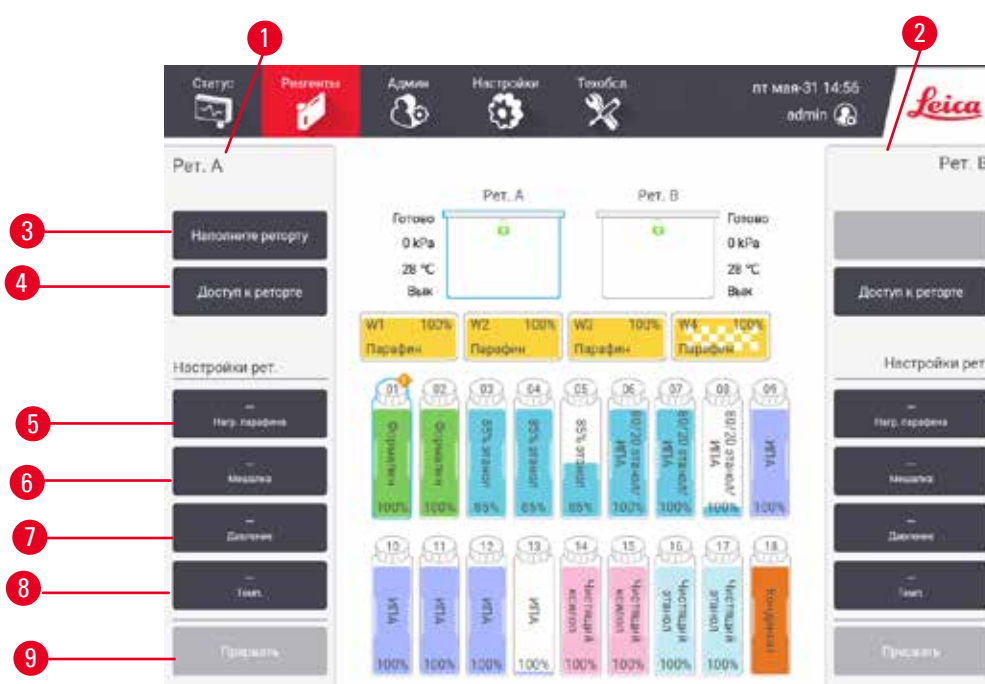 1
2
Статус
Реагенты
Админ
Настройки
Техобсл.
пт мая-31 14:56
admin
Leica
Рет. A
Рет. B
3
Наполните реторту
4
Доступ к реторте
Настройки рет.
5
--
Нагр. парафина
6
--
Мешалка
7
--
Давление
8
--
Темп.
9
Прервать
Рет. A
Готово
0 kPa
28 °C
Вык
Рет. B
Готово
0 kPa
28 °C
Вык
W1 100%
Парафин
W2 100%
Парафин
W3 100%
Парафин
W4 100%
Парафин
01
Формалин
100%
02
Формалин
100%
03
85% этанол
85%
04
85% этанол
85%
05
85% этанол
85%
06
80/20 этанол/
ИПА
100%
07
80/20 этанол/
ИПА
100%
08
80/20 этанол/
ИПА
100%
09
ИПА
100%
10
ИПА
100%
11
ИПА
100%
12
ИПА
100%
13
ИПА
100%
14
Чистящий
ксилол
100%
15
Чистящий
ксилол
100%
16
Чистящий
этанол
100%
17
Чистящий
этанол
100%
18
Конденсат
Доступ к реторте
Настройки рет
--
Нагр. парафина
--
Мешалка
--
Давление
--
Темп.
Прервать